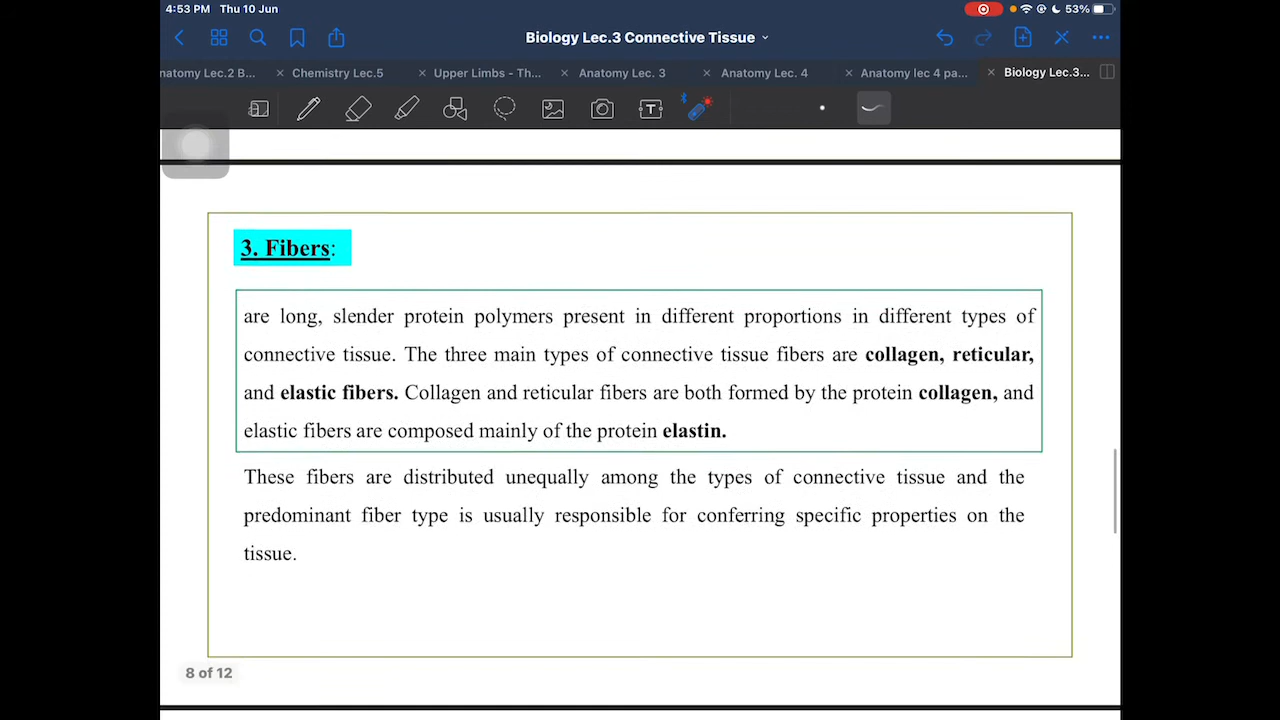 4:53 PM Thu 10 Jun 53%
Biology Lec.3 Connective Tissue
natomy Lec.2 B... Chemistry Lec.5 Upper Limbs - Th... Anatomy Lec. 3 Anatomy Lec. 4 Anatomy lec 4 pa... Biology Lec.3...
3. Fibers:
are long, slender protein polymers present in different proportions in different types of
connective tissue. The three main types of connective tissue fibers are collagen, reticular,
and elastic fibers. Collagen and reticular fibers are both formed by the protein collagen, and
elastic fibers are composed mainly of the protein elastin.
These fibers are distributed unequally among the types of connective tissue and the
predominant fiber type is usually responsible for conferring specific properties on the
tissue.
8 of 12